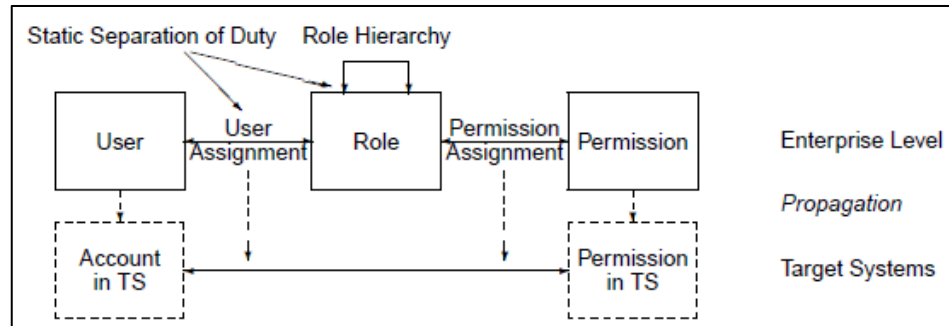 Static Separation of Duty
Role Hierarchy
User
User
Assignment
Role
Permission
Assignment
Permission
Enterprise Level
Propagation
Account
in TS
Permission
in TS
Target Systems